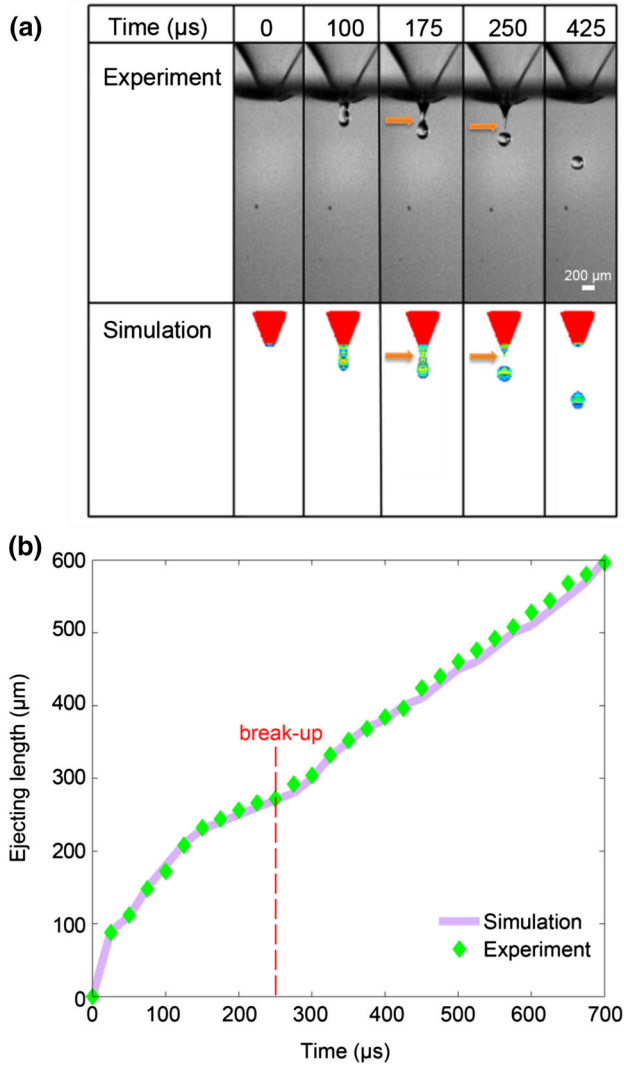 (a)
Time (μs) 0 100 175 250 425
Experiment
200 μm
Simulation
(b)
600
500
400
300
200
100
0
Ejecting length (μm)
break-up
Simulation
Experiment
0 100 200 300 400 500 600 700
Time (μs)